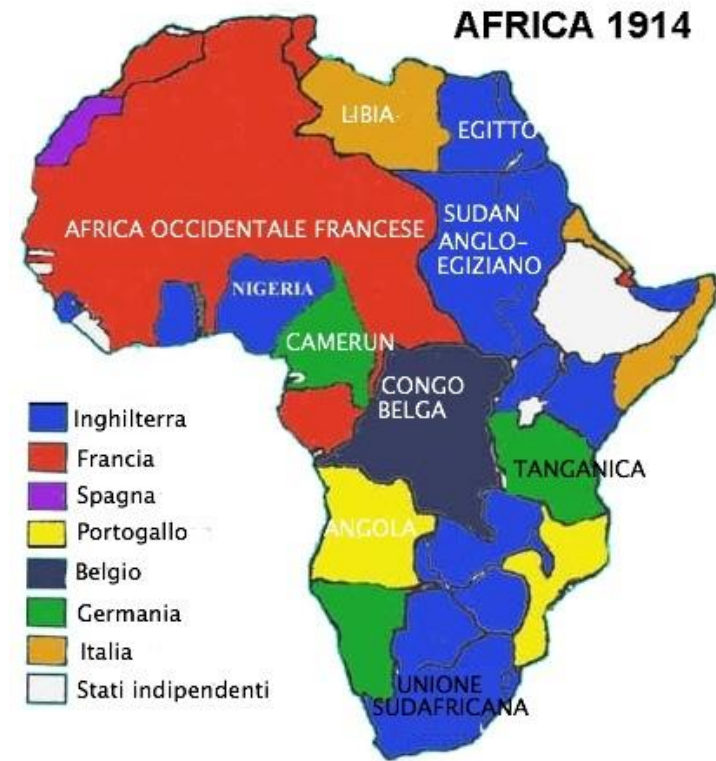 AFRICA 1914
LIBIA
EGITTO
AFRICA OCCIDENTALE FRANCESE
SUDAN
ANGLO-
EGIZIANO
NIGERIA
CAMERUN
CONGO
BELGA
TANGANICA
ANGOLA
UNIONE
SUDAFRICANA
Inghilterra
Francia
Spagna
Portogallo
Belgio
Germania
Italia
Stati indipendenti